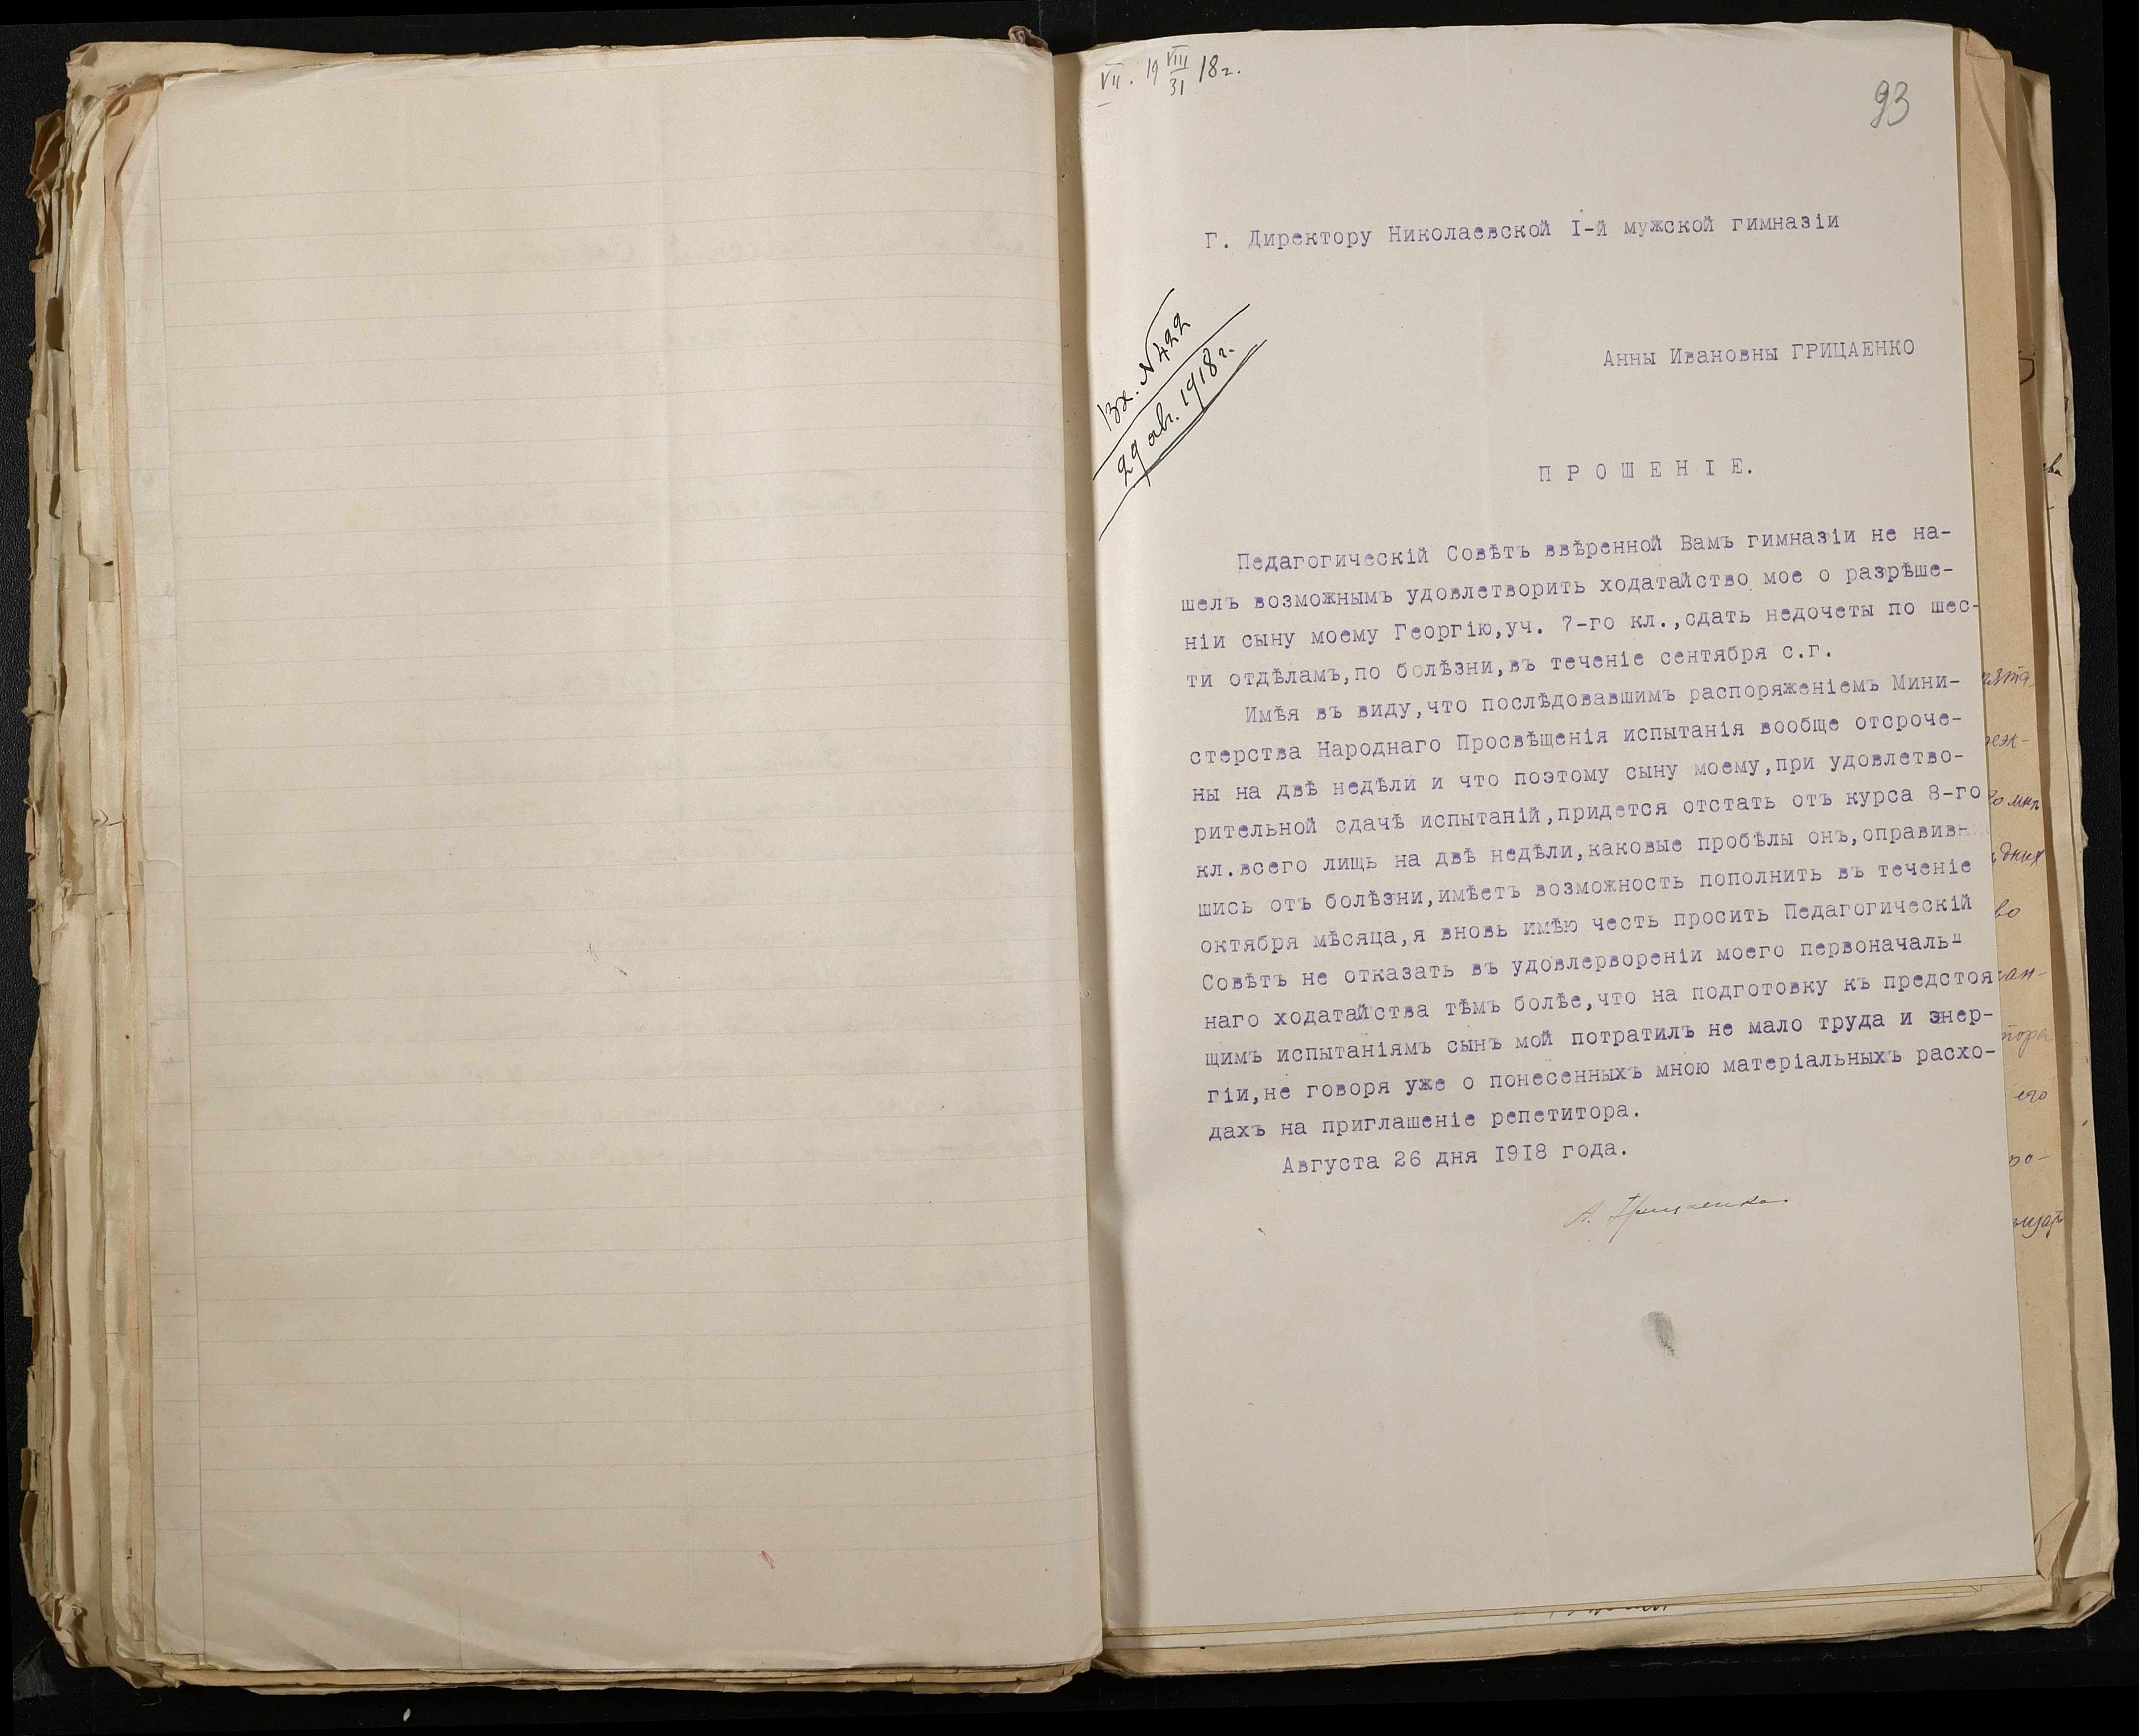 VII. 19 VIII/31 18 г.
93
Г. Директору Николаевской I-й мужской гимназіи
Вх. N 422
29 ав. 1918 г.
Анны Ивановны ГРИЦАЕНКО
П Р О Ш Е Н І Е.
Педагогическій Совѣтъ ввѣренной Вамъ гимназіи не на-
шелъ возможнымъ удовлетворить ходатайство мое о разрѣше-
ніи сыну моему Георгію,уч. 7-го кл.,сдать недочеты по шес-
ти отдѣламъ,по болѣзни,въ теченіе сентября с.г.
Имѣя въ виду,что послѣдовавшимъ распоряженіемъ Мини-
стерства Народнаго Просвѣщенія испытанія вообще отсроче-
ны на двѣ недѣли и что поэтому сыну моему,при удовлетво-
рительной сдачѣ испытаній,придется отстать отъ курса 8-го
кл.всего лищь на двѣ недѣли,каковые пробѣлы онъ,оправив-
шись отъ болѣзни,имѣетъ возможность пополнить въ теченіе
октября мѣсяца,я вновь имѣю честь просить Педагогическій
Совѣтъ не отказать въ удовлервореніи моего первоначаль-
наго ходатайства тѣмъ болѣе,что на подготовку къ предстоя
щимъ испытаніямъ сынъ мой потратилъ не мало труда и энер-
гіи,не говоря уже о понесенныхъ мною матеріальныхъ расхо-
дахъ на приглашеніе репетитора.
Августа 26 дня I9I8 года.
А. Грицаенко